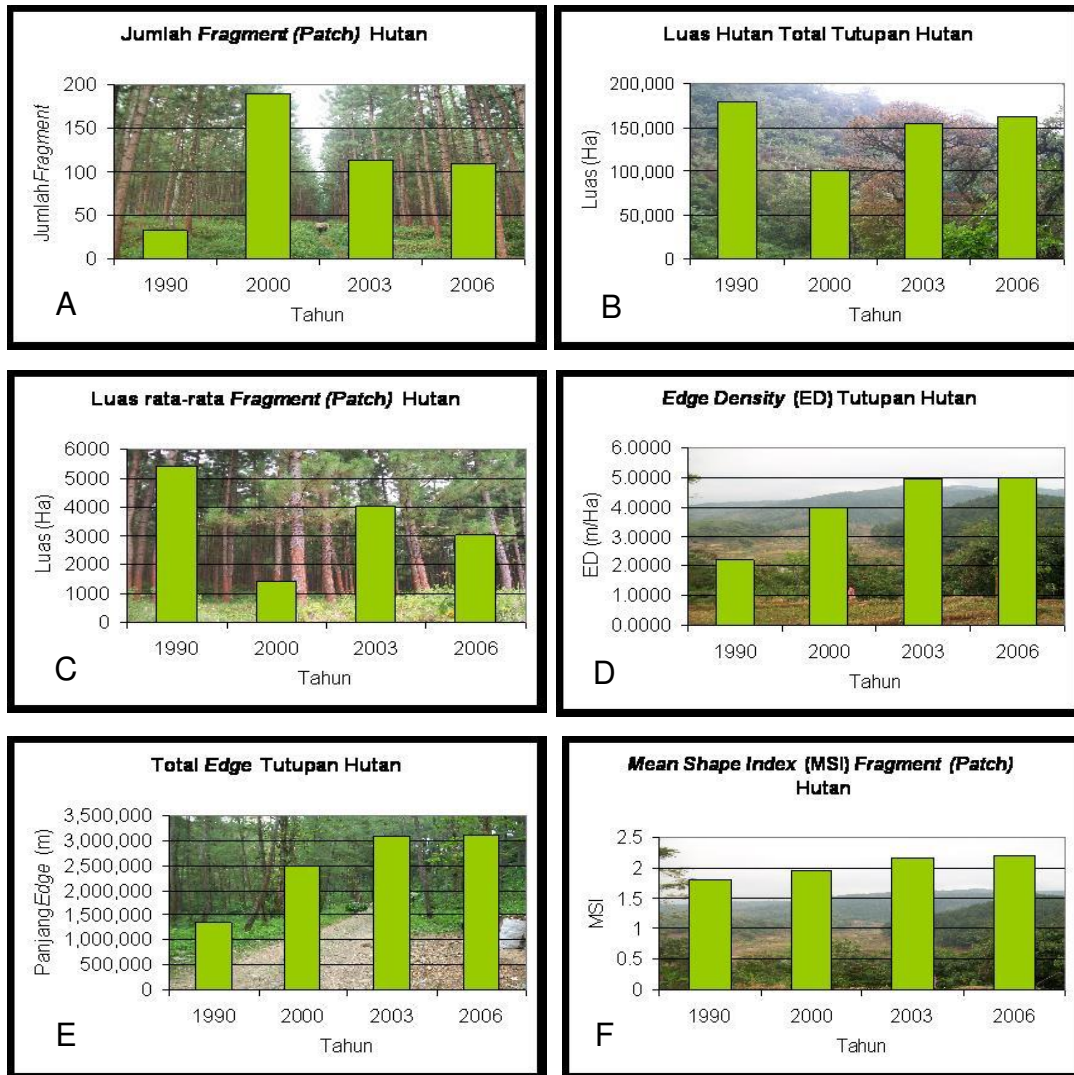 Jumlah Fragment (Patch) Hutan
200
150
100
50
0
Jumlah Fragment
1990 2000 2003 2006
Tahun
A
Luas Hutan Total Tutupan Hutan
200,000
150,000
100,000
50,000
0
Luas (Ha)
1990 2000 2003 2006
Tahun
B
Luas rata-rata Fragment (Patch) Hutan
6000
5000
4000
3000
2000
1000
0
Luas (Ha)
1990 2000 2003 2006
Tahun
C
Edge Density (ED) Tutupan Hutan
6.0000
5.0000
4.0000
3.0000
2.0000
1.0000
0.0000
ED (m/Ha)
1990 2000 2003 2006
Tahun
D
Total Edge Tutupan Hutan
3,500,000
3,000,000
2,500,000
2,000,000
1,500,000
1,000,000
500,000
0
Panjang Edge (m)
1990 2000 2003 2006
Tahun
E
Mean Shape Index (MSI) Fragment (Patch)
Hutan
2.5
2
1.5
1
0.5
0
MSI
1990 2000 2003 2006
Tahun
F